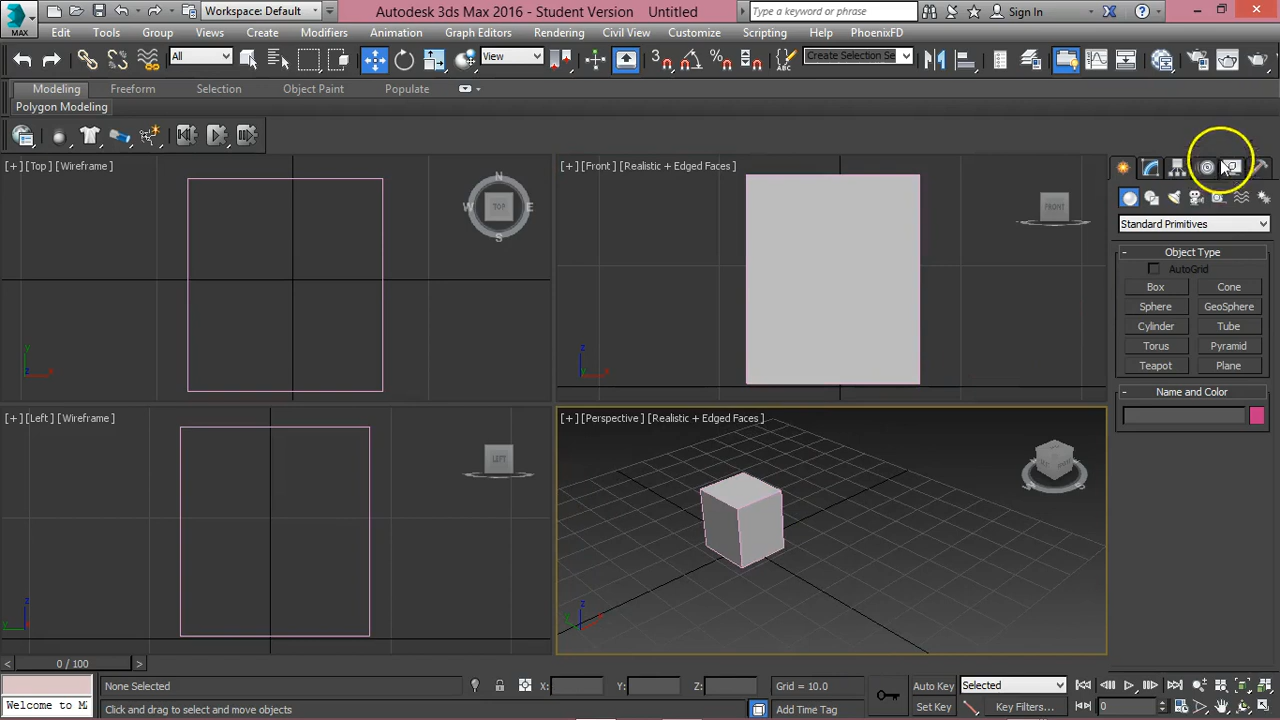 MAX
Workspace: Default
Autodesk 3ds Max 2016 - Student Version Untitled
Type a keyword or phrase
Sign In
Edit Tools Group Views Create Modifiers Animation Graph Editors Rendering Civil View Customize Scripting Help PhoenixFD
All
View
3
%
Create Selection Se
Modeling Freeform Selection Object Paint Populate
Polygon Modeling
[+] [Top] [Wireframe]
N
W TOP E
S
y
z x
[+] [Front] [Realistic + Edged Faces]
FRONT
z
y x
[+] [Left] [Wireframe]
LEFT
z
y x
[+] [Perspective] [Realistic + Edged Faces]
z
Standard Primitives
- Object Type
AutoGrid
Box Cone
Sphere GeoSphere
Cylinder Tube
Torus Pyramid
Teapot Plane
- Name and Color
< 0 / 100 >
None Selected
X: Y: Z:
Grid = 10.0
Auto Key Selected
Welcome to M
Click and drag to select and move objects
Add Time Tag
Set Key Key Filters... 0